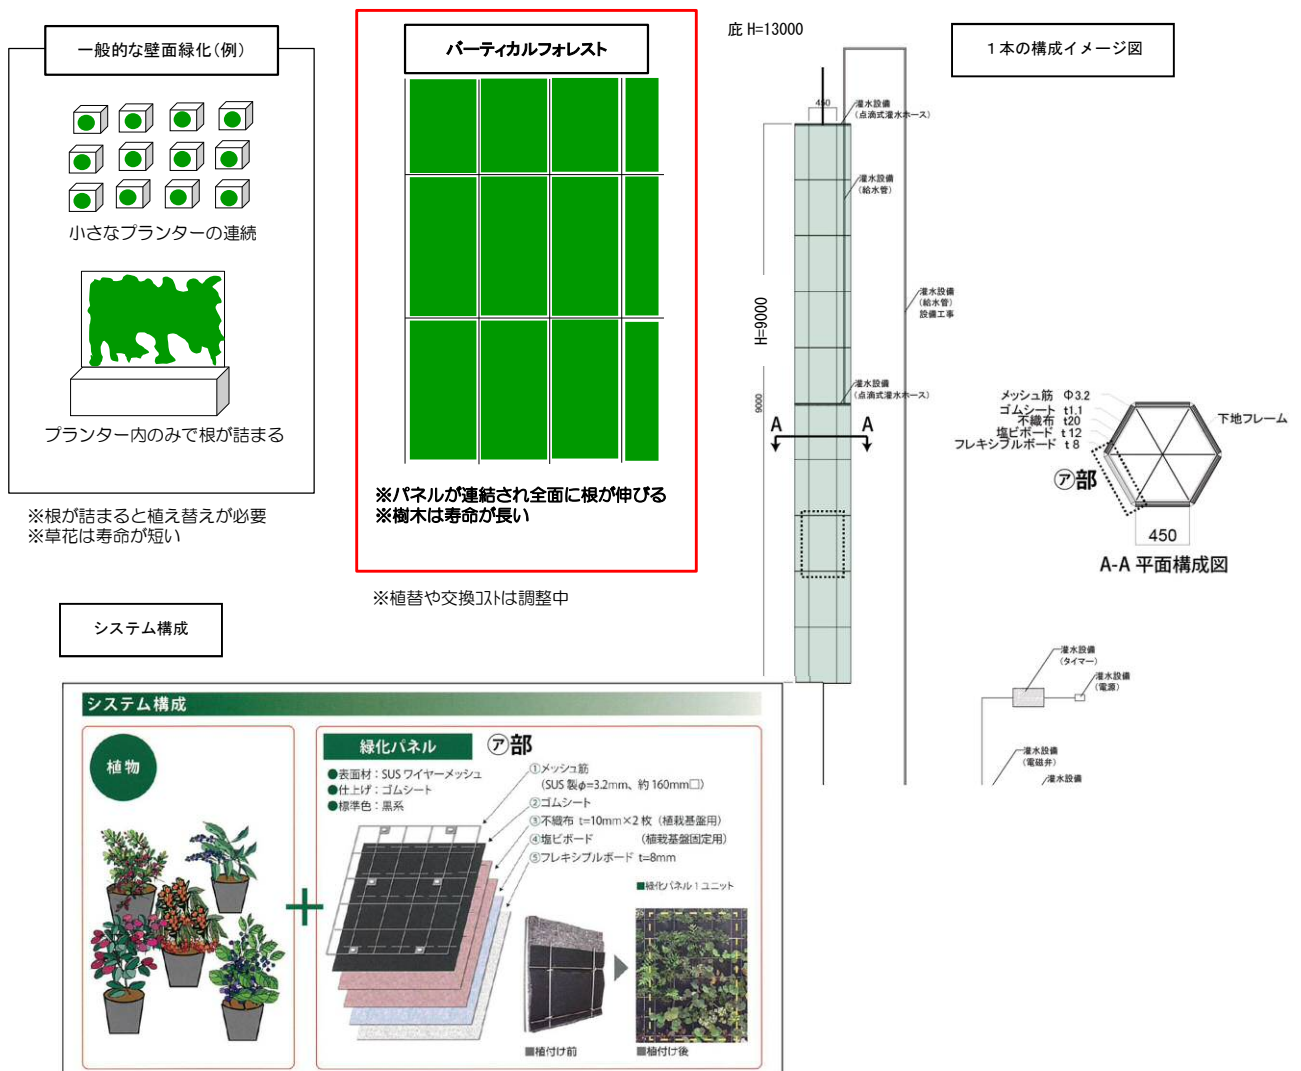 一般的な壁面緑化(例)
小さなプランターの連続
プランター内のみで根が詰まる
※根が詰まると植え替えが必要
※草花は寿命が短い
バーティカルフォレスト
※パネルが連結され全面に根が伸びる
※樹木は寿命が長い
※植替や交換コストは調整中
庇 H=13000
1本の構成イメージ図
450
灌水設備
(点滴式灌水ホース)
灌水設備
(給水管)
灌水設備
(給水管)
設備工事
H=9000
9000
灌水設備
(点滴式灌水ホース)
A
A
メッシュ筋 Φ3.2
ゴムシート t1.1
不織布 t20
塩ビボード t12
フレキシブルボード t8
下地フレーム
㋐部
450
A-A 平面構成図
灌水設備
(タイマー)
灌水設備
(電源)
灌水設備
(電磁弁)
灌水設備
システム構成
システム構成
植物
緑化パネル
㋐部
●表面材:SUSワイヤーメッシュ
●仕上げ:ゴムシート
●標準色:黒系
①メッシュ筋
(SUS製φ=3.2mm、約160mm□)
②ゴムシート
③不織布 t=10mm×2枚(植栽基盤用)
④塩ビボード (植栽基盤固定用)
⑤フレキシブルボード t=8mm
■緑化パネル1ユニット
■植付け前
■植付け後